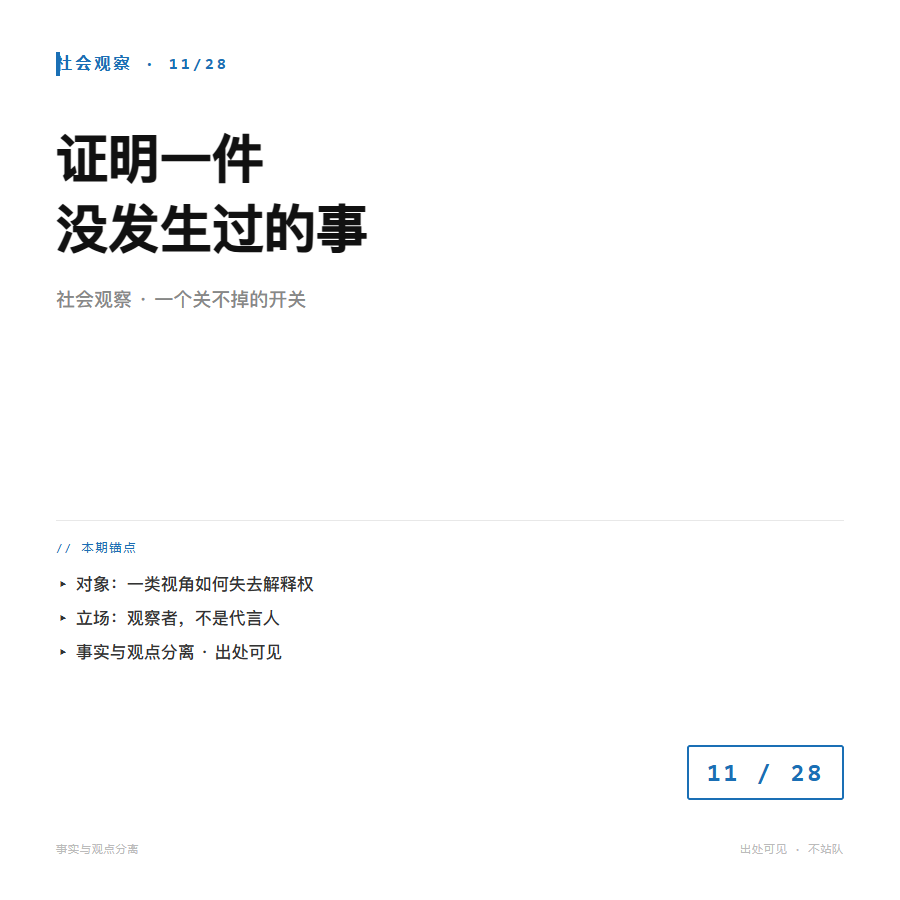 社会观察 · 11/28
证明一件
没发生过的事
社会观察 · 一个关不掉的开关
// 本期锚点
▸ 对象：一类视角如何失去解释权
▸ 立场：观察者，不是代言人
▸ 事实与观点分离 · 出处可见
11 / 28
事实与观点分离
出处可见 · 不站队